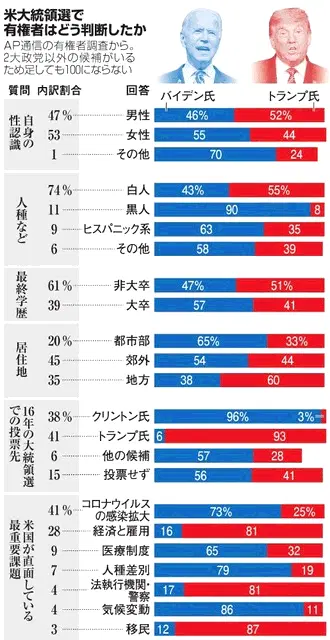 米大統領選で
有権者はどう判断したか
AP通信の有権者調査から。
2大政党以外の候補がいる
ため足しても100にならない
バイデン氏 トランプ氏
質問 内訳割合 回答
自身の性認識
47% 男性 46% 52%
53 女性 55 44
1 その他 70 24
人種など
74% 白人 43% 55%
11 黒人 90 8
9 ヒスパニック系 63 35
6 その他 58 39
最終学歴
61% 非大卒 47% 51%
39 大卒 57 41
居住地
20% 都市部 65% 33%
45 郊外 54 44
35 地方 38 60
16年の大統領選での投票先
38% クリントン氏 96% 3%
41 トランプ氏 6 93
6 他の候補 57 28
15 投票せず 56 41
米国が直面している最重要課題
41% コロナウイルスの感染拡大 73% 25%
28 経済と雇用 16 81
9 医療制度 65 32
7 人種差別 79 19
4 法執行機関・警察 17 81
4 気候変動 86 11
3 移民 12 87